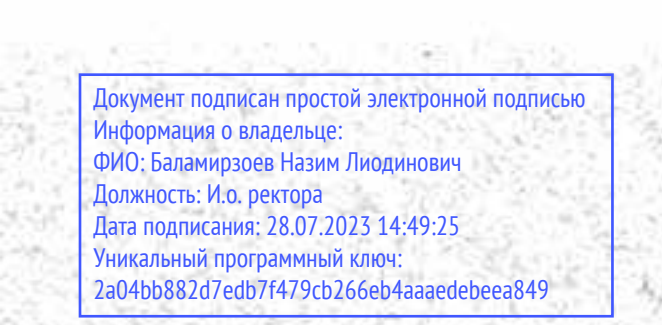 Документ подписан простой электронной подписью
Информация о владельце:
ФИО: Баламирзоев Назим Лиодинович
Должность: И.о. ректора
Дата подписания: 28.07.2023 14:49:25
Уникальный программный ключ:
2a04bb882d7edb7f479cb266eb4aaaedebeea849